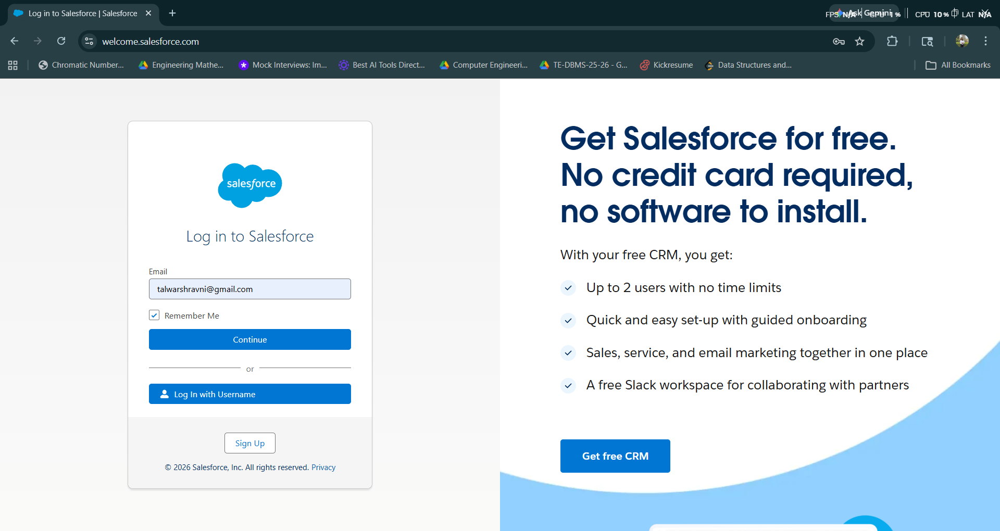 Log in to Salesforce | Salesforce
Ask Gemini
FPS N/A GPU 1 % CPU 10 % LAT N/A
welcome.salesforce.com
Chromatic Number...
Engineering Mathe...
Mock Interviews: Im...
Best AI Tools Direct...
Computer Engineeri...
TE-DBMS-25-26 - G...
Kickresume
Data Structures and...
All Bookmarks
salesforce
Log in to Salesforce
Email
talwarshravni@gmail.com
Remember Me
Continue
or
Log In with Username
Sign Up
© 2026 Salesforce, Inc. All rights reserved. Privacy
Get Salesforce for free.
No credit card required,
no software to install.
With your free CRM, you get:
Up to 2 users with no time limits
Quick and easy set-up with guided onboarding
Sales, service, and email marketing together in one place
A free Slack workspace for collaborating with partners
Get free CRM